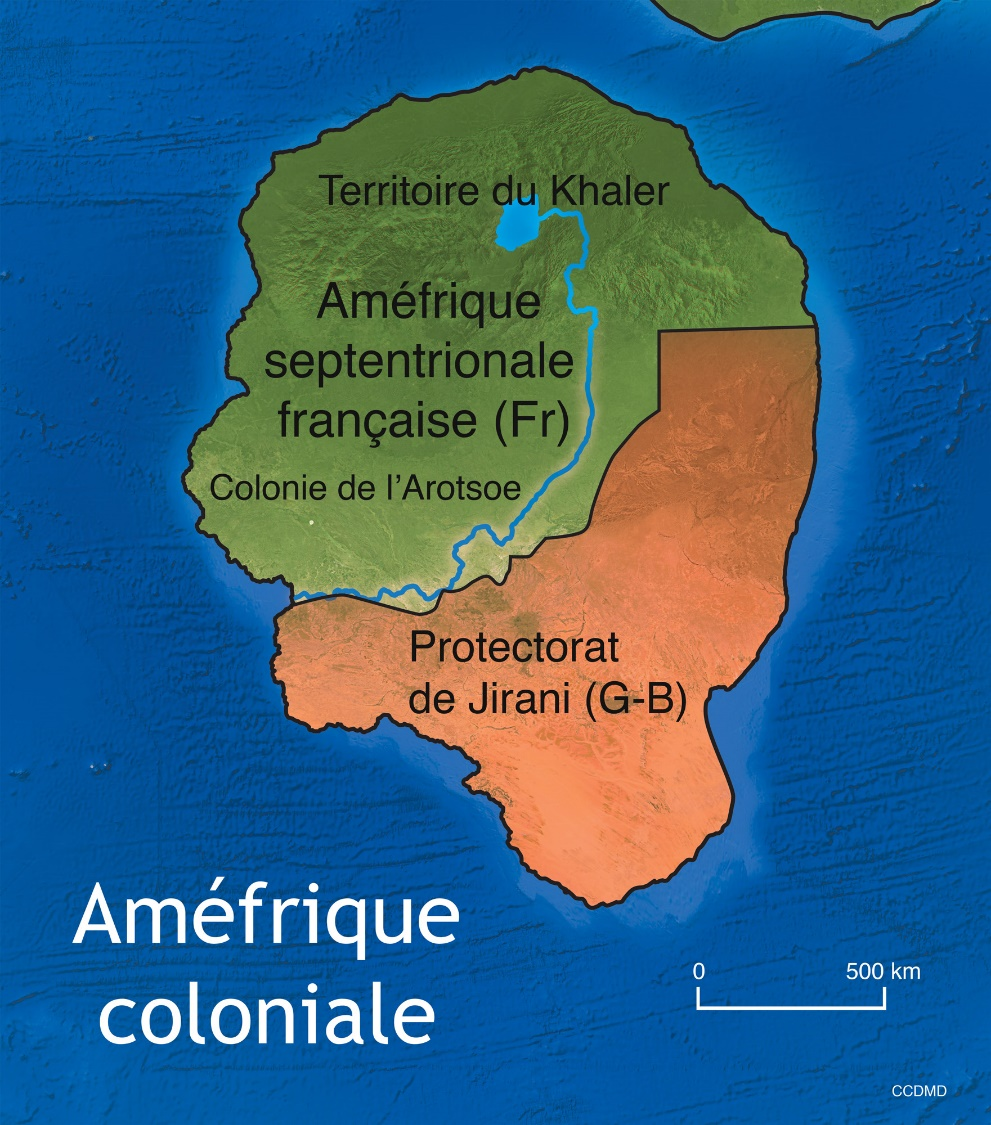 Territoire du Khaler
Améfrique
septentrionale
française (Fr)
Colonie de l'Arotsoe
Protectorat
de Jirani (G-B)
Améfrique
coloniale
0 500 km
CCDMD